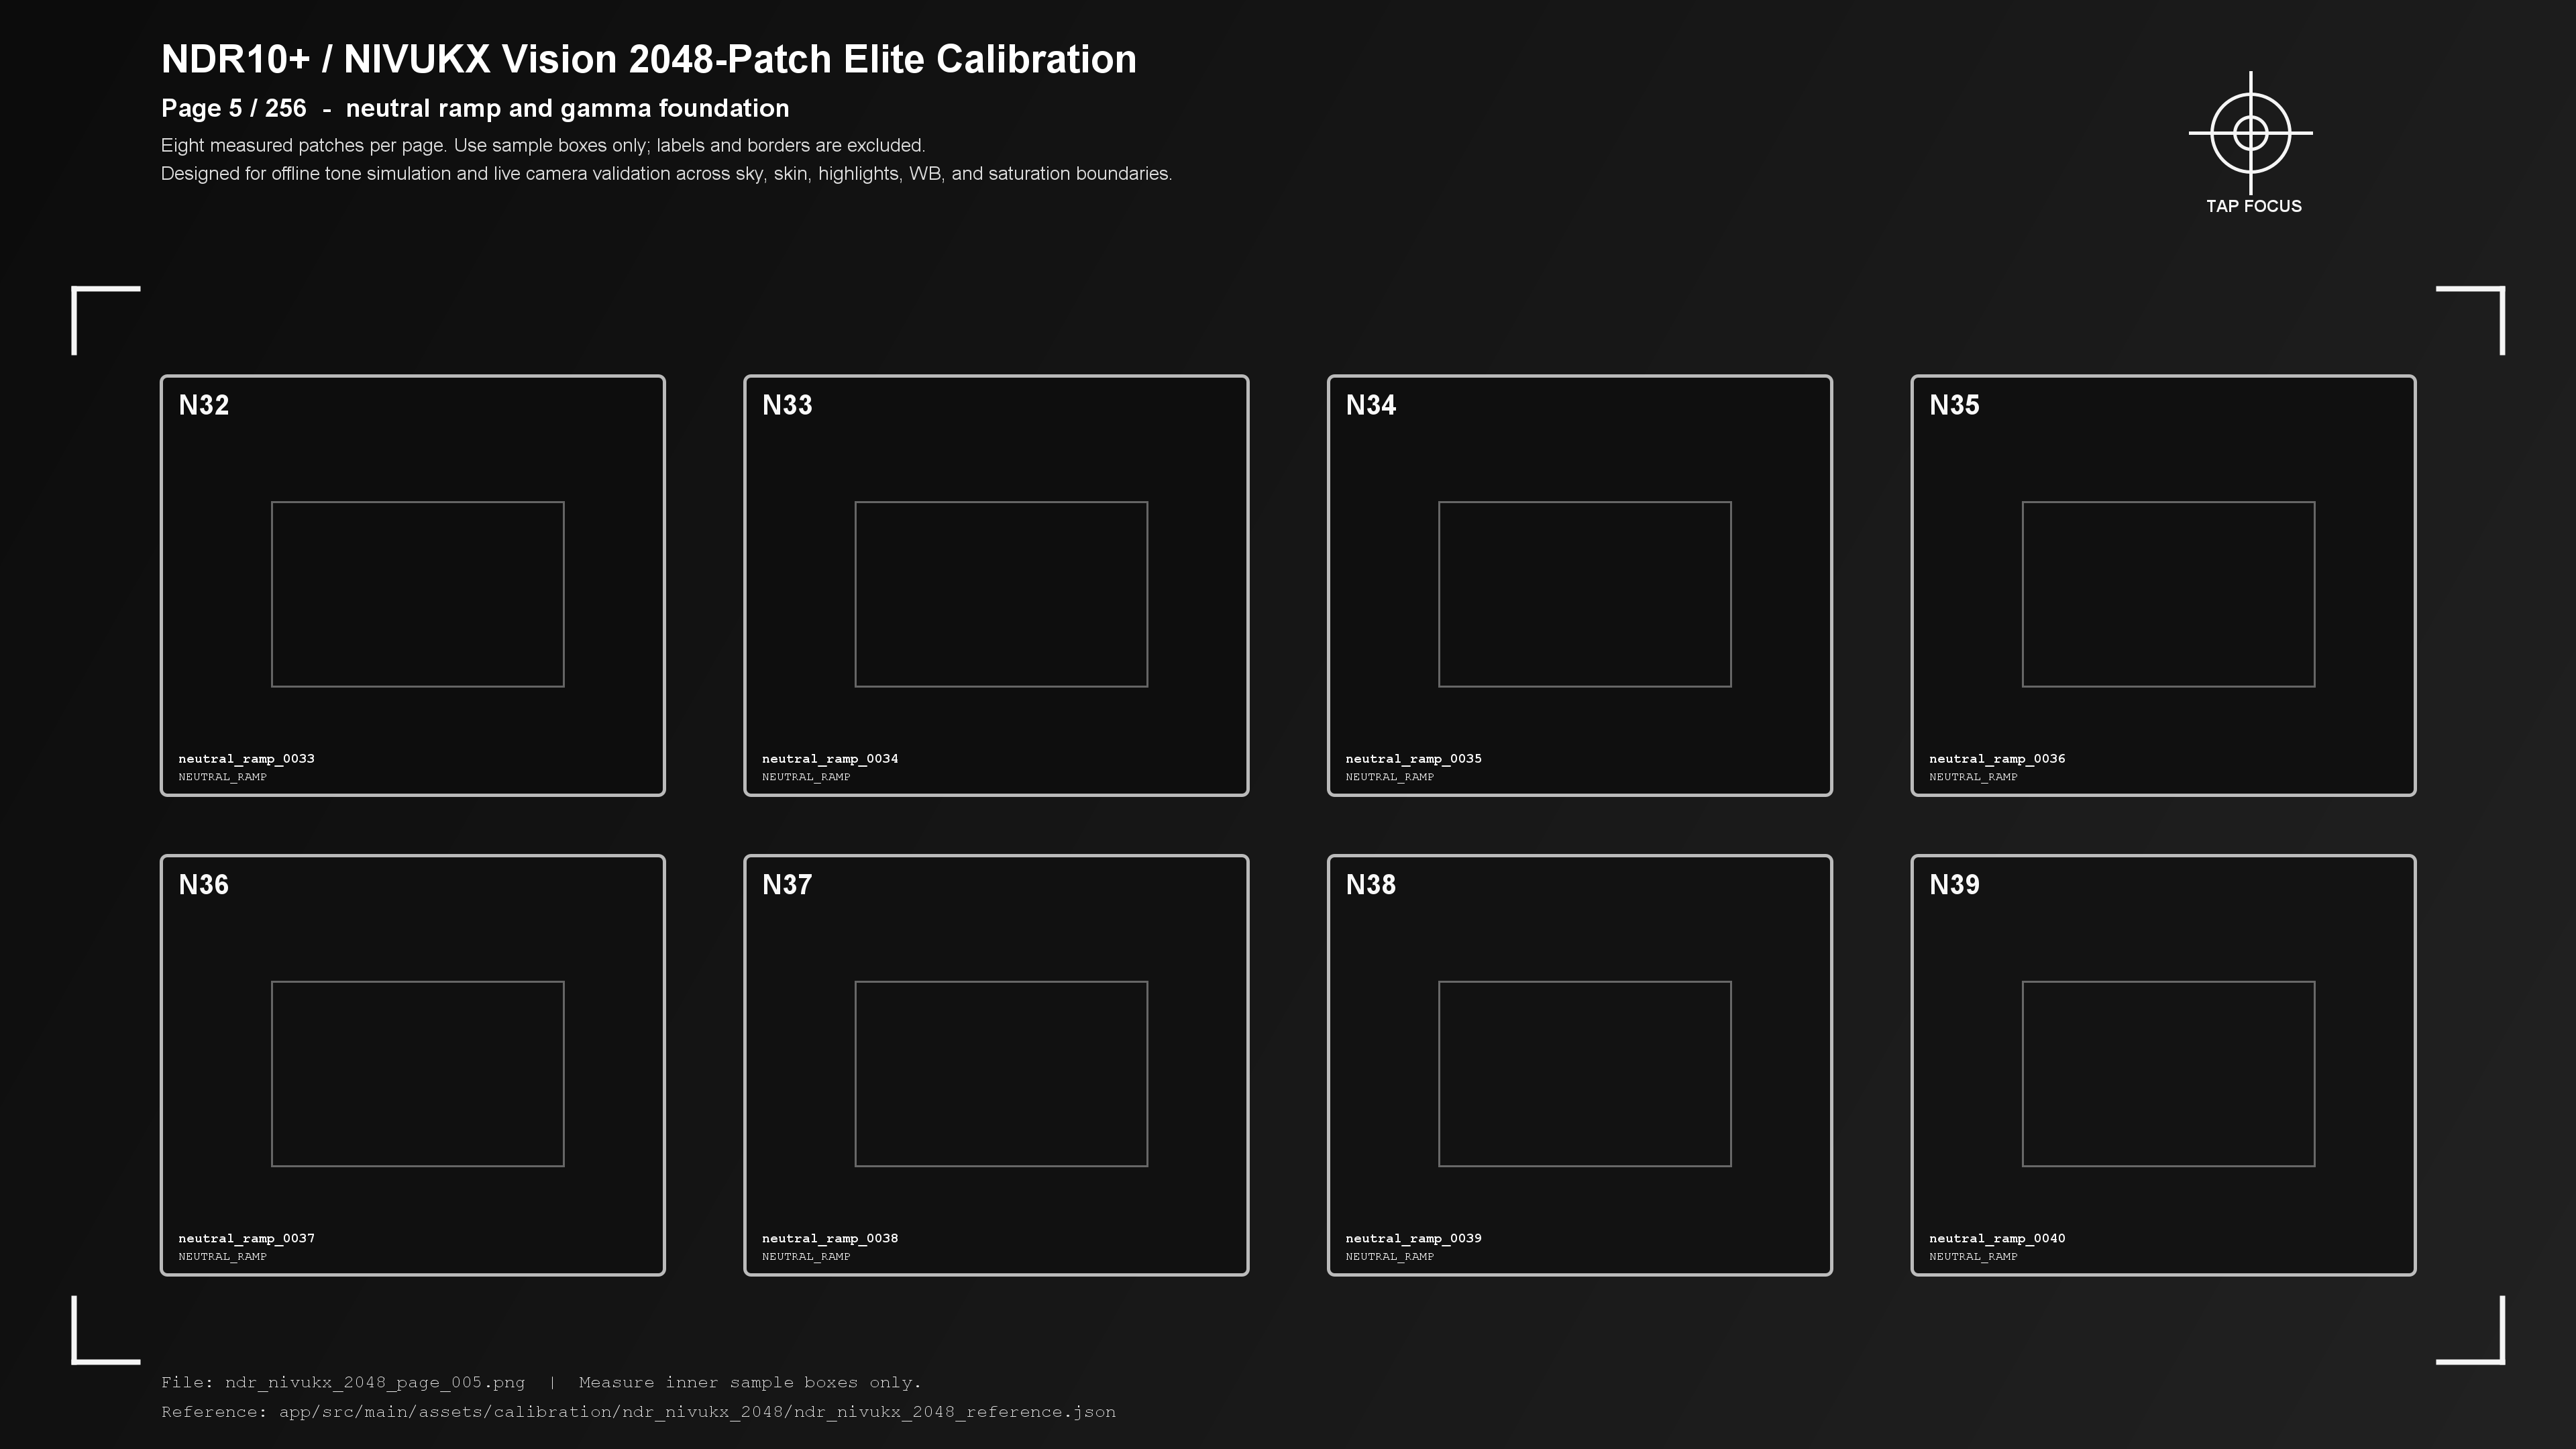 NDR10+ / NIVUKX Vision 2048-Patch Elite Calibration
Page 5 / 256  -  neutral ramp and gamma foundation
Eight measured patches per page. Use sample boxes only; labels and borders are excluded.
Designed for offline tone simulation and live camera validation across sky, skin, highlights, WB, and saturation boundaries.
TAP FOCUS
N32
neutral_ramp_0033
NEUTRAL_RAMP
N33
neutral_ramp_0034
NEUTRAL_RAMP
N34
neutral_ramp_0035
NEUTRAL_RAMP
N35
neutral_ramp_0036
NEUTRAL_RAMP
N36
neutral_ramp_0037
NEUTRAL_RAMP
N37
neutral_ramp_0038
NEUTRAL_RAMP
N38
neutral_ramp_0039
NEUTRAL_RAMP
N39
neutral_ramp_0040
NEUTRAL_RAMP
File: ndr_nivukx_2048_page_005.png  |  Measure inner sample boxes only.
Reference: app/src/main/assets/calibration/ndr_nivukx_2048/ndr_nivukx_2048_reference.json